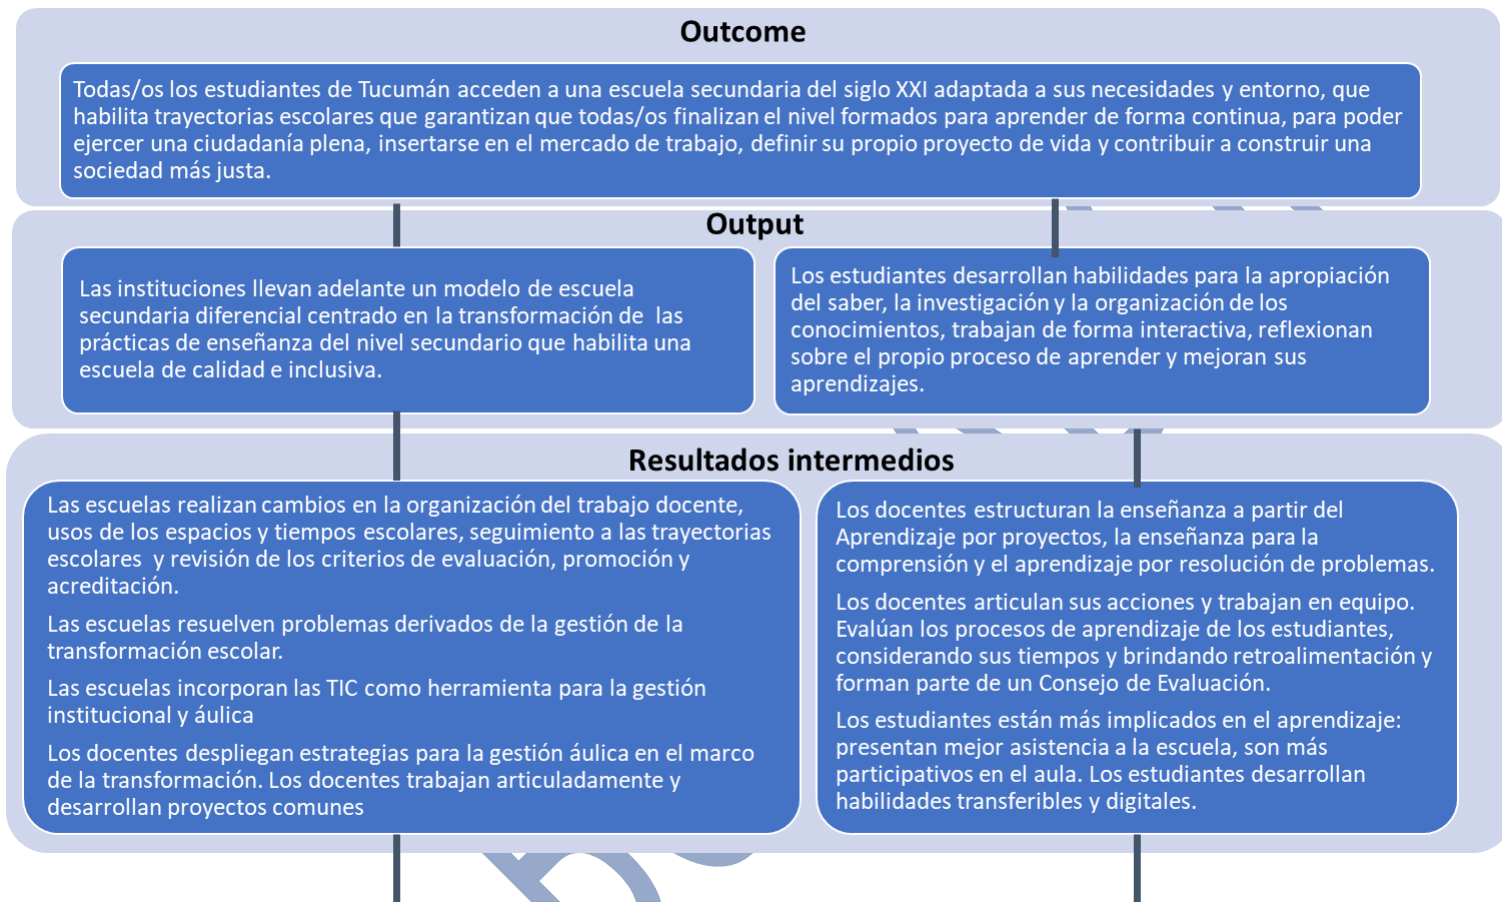 Outcome
Todas/os los estudiantes de Tucumán acceden a una escuela secundaria del siglo XXI adaptada a sus necesidades y entorno, que
habilita trayectorias escolares que garantizan que todas/os finalizan el nivel formados para aprender de forma continua, para poder
ejercer una ciudadanía plena, insertarse en el mercado de trabajo, definir su propio proyecto de vida y contribuir a construir una
sociedad más justa.
Output
Las instituciones llevan adelante un modelo de escuela
secundaria diferencial centrado en la transformación de las
prácticas de enseñanza del nivel secundario que habilita una
escuela de calidad e inclusiva.
Los estudiantes desarrollan habilidades para la apropiación
del saber, la investigación y la organización de los
conocimientos, trabajan de forma interactiva, reflexionan
sobre el propio proceso de aprender y mejoran sus
aprendizajes.
Resultados intermedios
Las escuelas realizan cambios en la organización del trabajo docente,
usos de los espacios y tiempos escolares, seguimiento a las trayectorias
escolares y revisión de los criterios de evaluación, promoción y
acreditación.
Las escuelas resuelven problemas derivados de la gestión de la
transformación escolar.
Las escuelas incorporan las TIC como herramienta para la gestión
institucional y áulica
Los docentes despliegan estrategias para la gestión áulica en el marco
de la transformación. Los docentes trabajan articuladamente y
desarrollan proyectos comunes
Los docentes estructuran la enseñanza a partir del
Aprendizaje por proyectos, la enseñanza para la
comprensión y el aprendizaje por resolución de problemas.
Los docentes articulan sus acciones y trabajan en equipo.
Evalúan los procesos de aprendizaje de los estudiantes,
considerando sus tiempos y brindando retroalimentación y
forman parte de un Consejo de Evaluación.
Los estudiantes están más implicados en el aprendizaje:
presentan mejor asistencia a la escuela, son más
participativos en el aula. Los estudiantes desarrollan
habilidades transferibles y digitales.